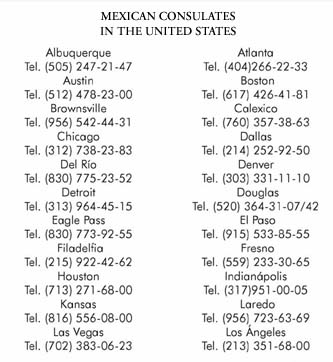 MEXICAN CONSULATES
IN THE UNITED STATES
Albuquerque
Tel. (505) 247-21-47
Austin
Tel. (512) 478-23-00
Brownsville
Tel. (956) 542-44-31
Chicago
Tel. (312) 738-23-83
Del Río
Tel. (830) 775-23-52
Detroit
Tel. (313) 964-45-15
Eagle Pass
Tel. (830) 773-92-55
Filadelfia
Tel. (215) 922-42-62
Houston
Tel. (713) 271-68-00
Kansas
Tel. (816) 556-08-00
Las Vegas
Tel. (702) 383-06-23
Atlanta
Tel. (404)266-22-33
Boston
Tel. (617) 426-41-81
Calexico
Tel. (760) 357-38-63
Dallas
Tel. (214) 252-92-50
Denver
Tel. (303) 331-11-10
Douglas
Tel. (520) 364-31-07/42
El Paso
Tel. (915) 533-85-55
Fresno
Tel. (559) 233-30-65
Indianápolis
Tel. (317)951-00-05
Laredo
Tel. (956) 723-63-69
Los Ángeles
Tel. (213) 351-68-00